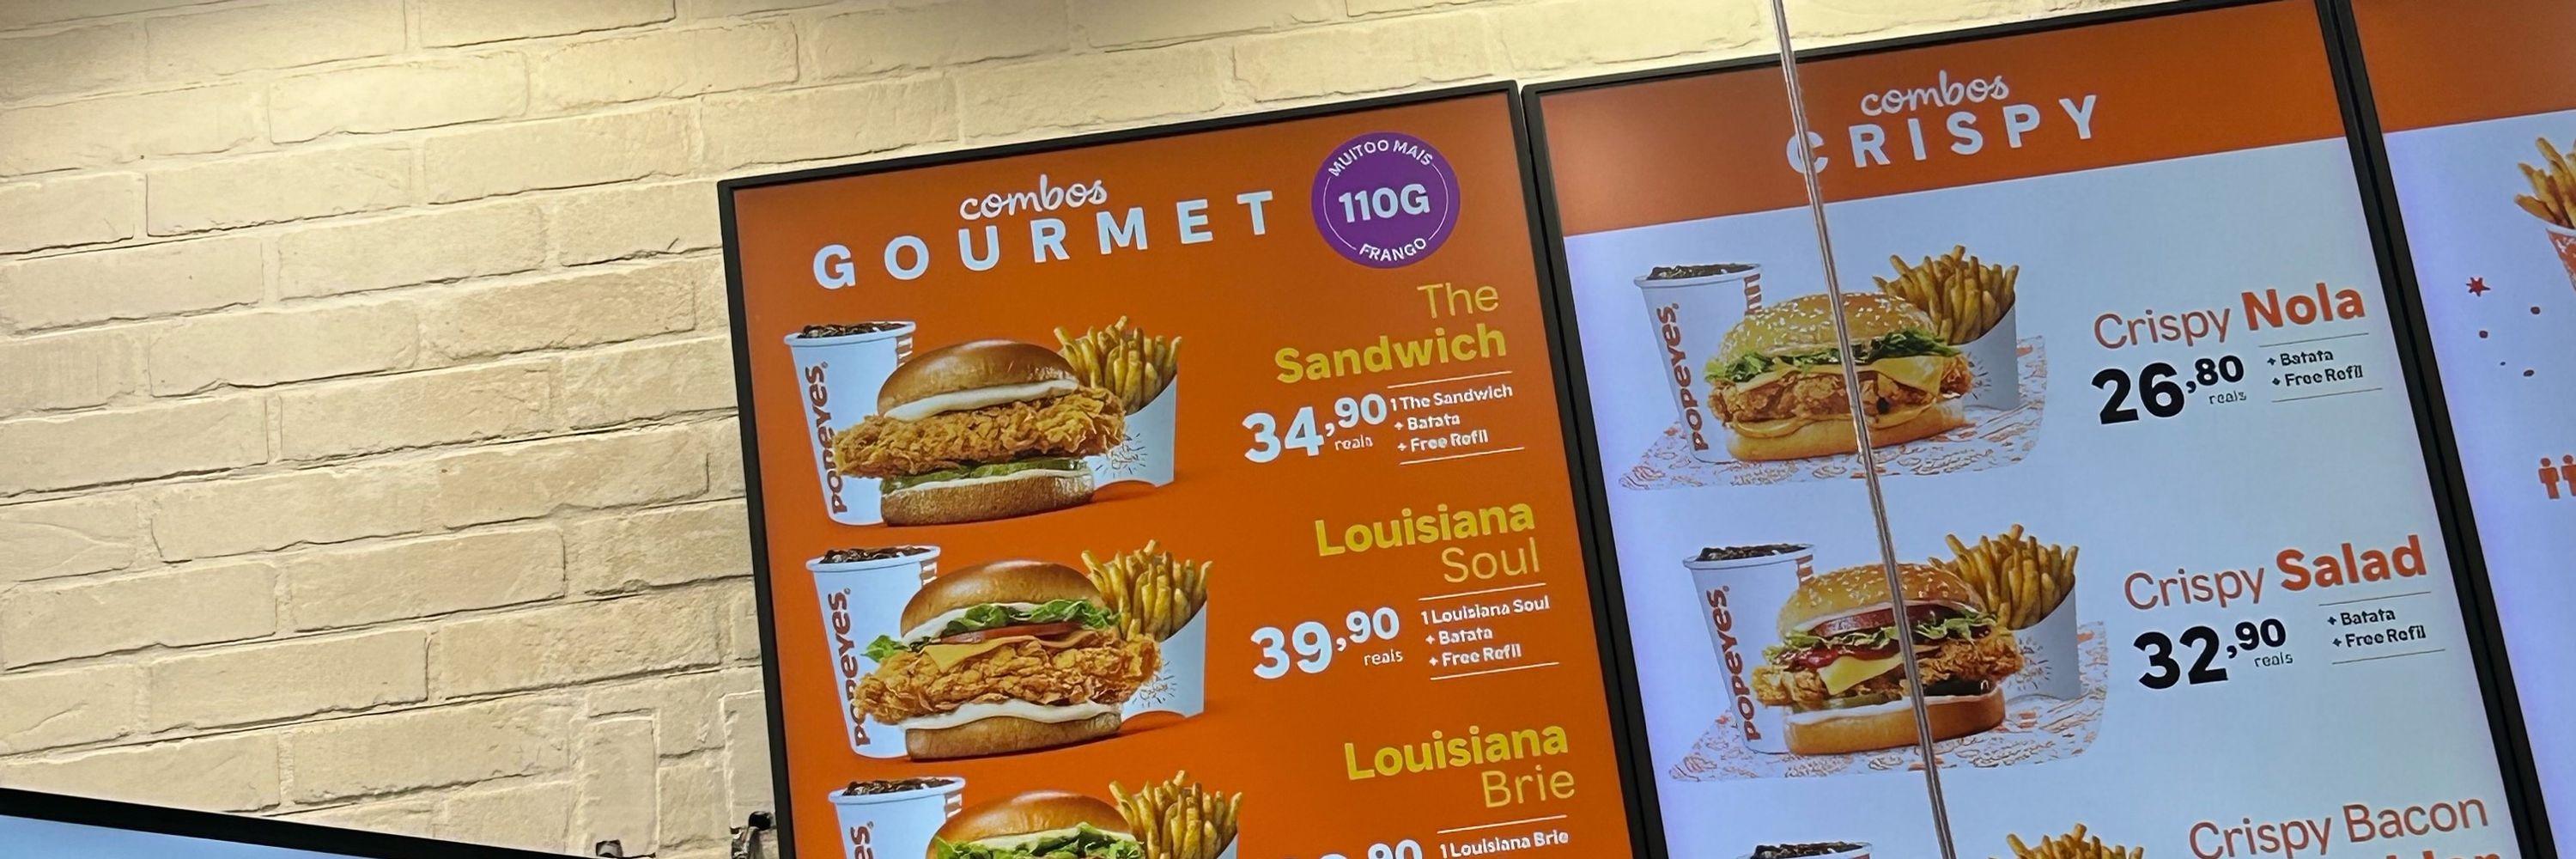 combos
GOURMET
MUITOO MAIS
110G
FRANGO
The
Sandwich
34,90
reais
1 The Sandwich
+ Batata
+ Free Refil
POPEYES
Louisiana
Soul
39,90
reais
1 Louisiana Soul
+ Batata
+ Free Refil
POPEYES
Louisiana
Brie
,90
1 Louisiana Brie
combos
CRISPY
Crispy Nola
26,80
reais
+ Batata
+ Free Refil
POPEYES
Crispy Salad
32,90
reais
+ Batata
+ Free Refil
POPEYES
Crispy Bacon